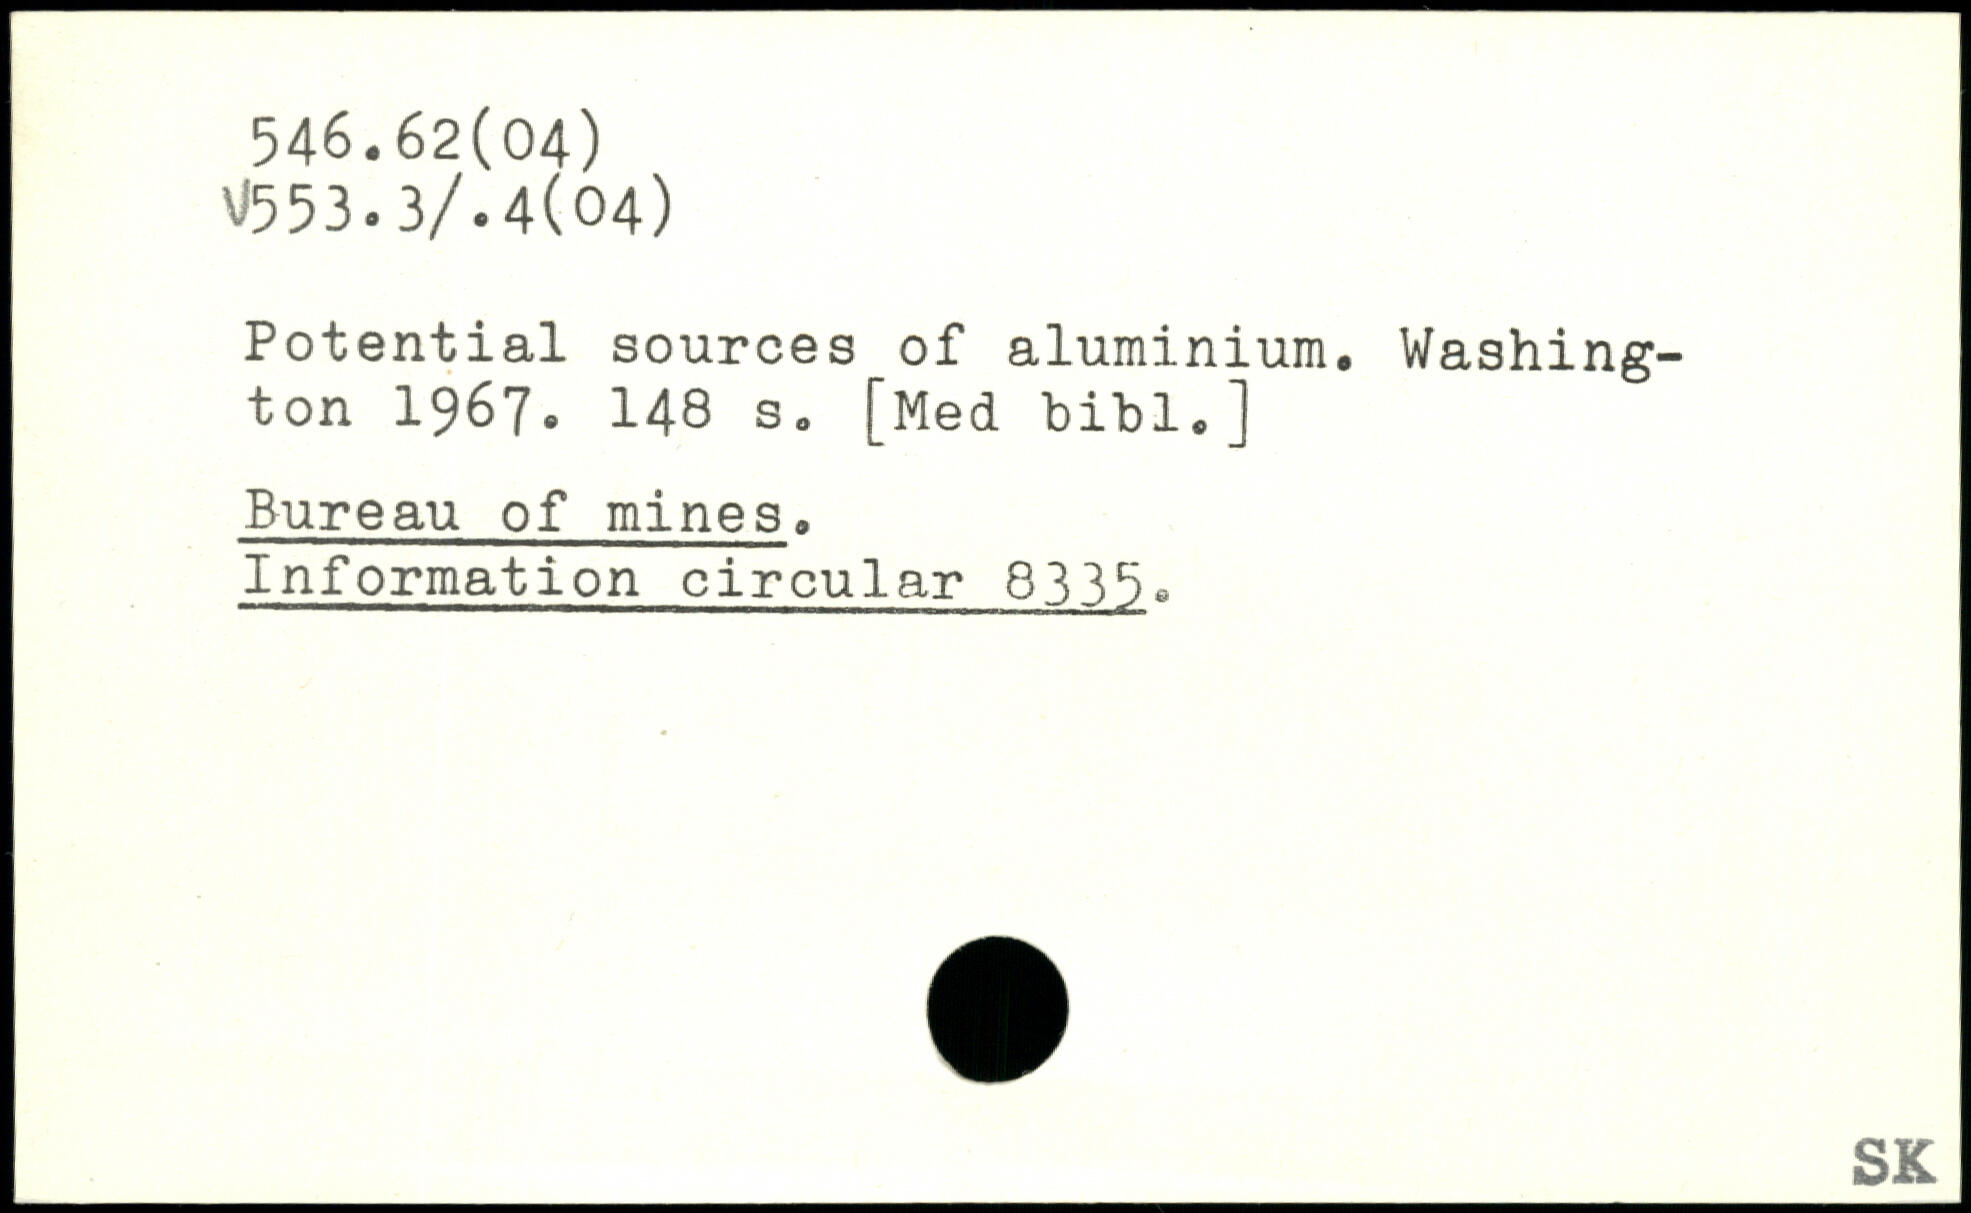 546.62(04)
V553.3/.4(04)
Potential sources of aluminium. Washing-
ton 1967. 148 s. [Med bibl.]
Bureau of mines.
Information circular 8335.
SK